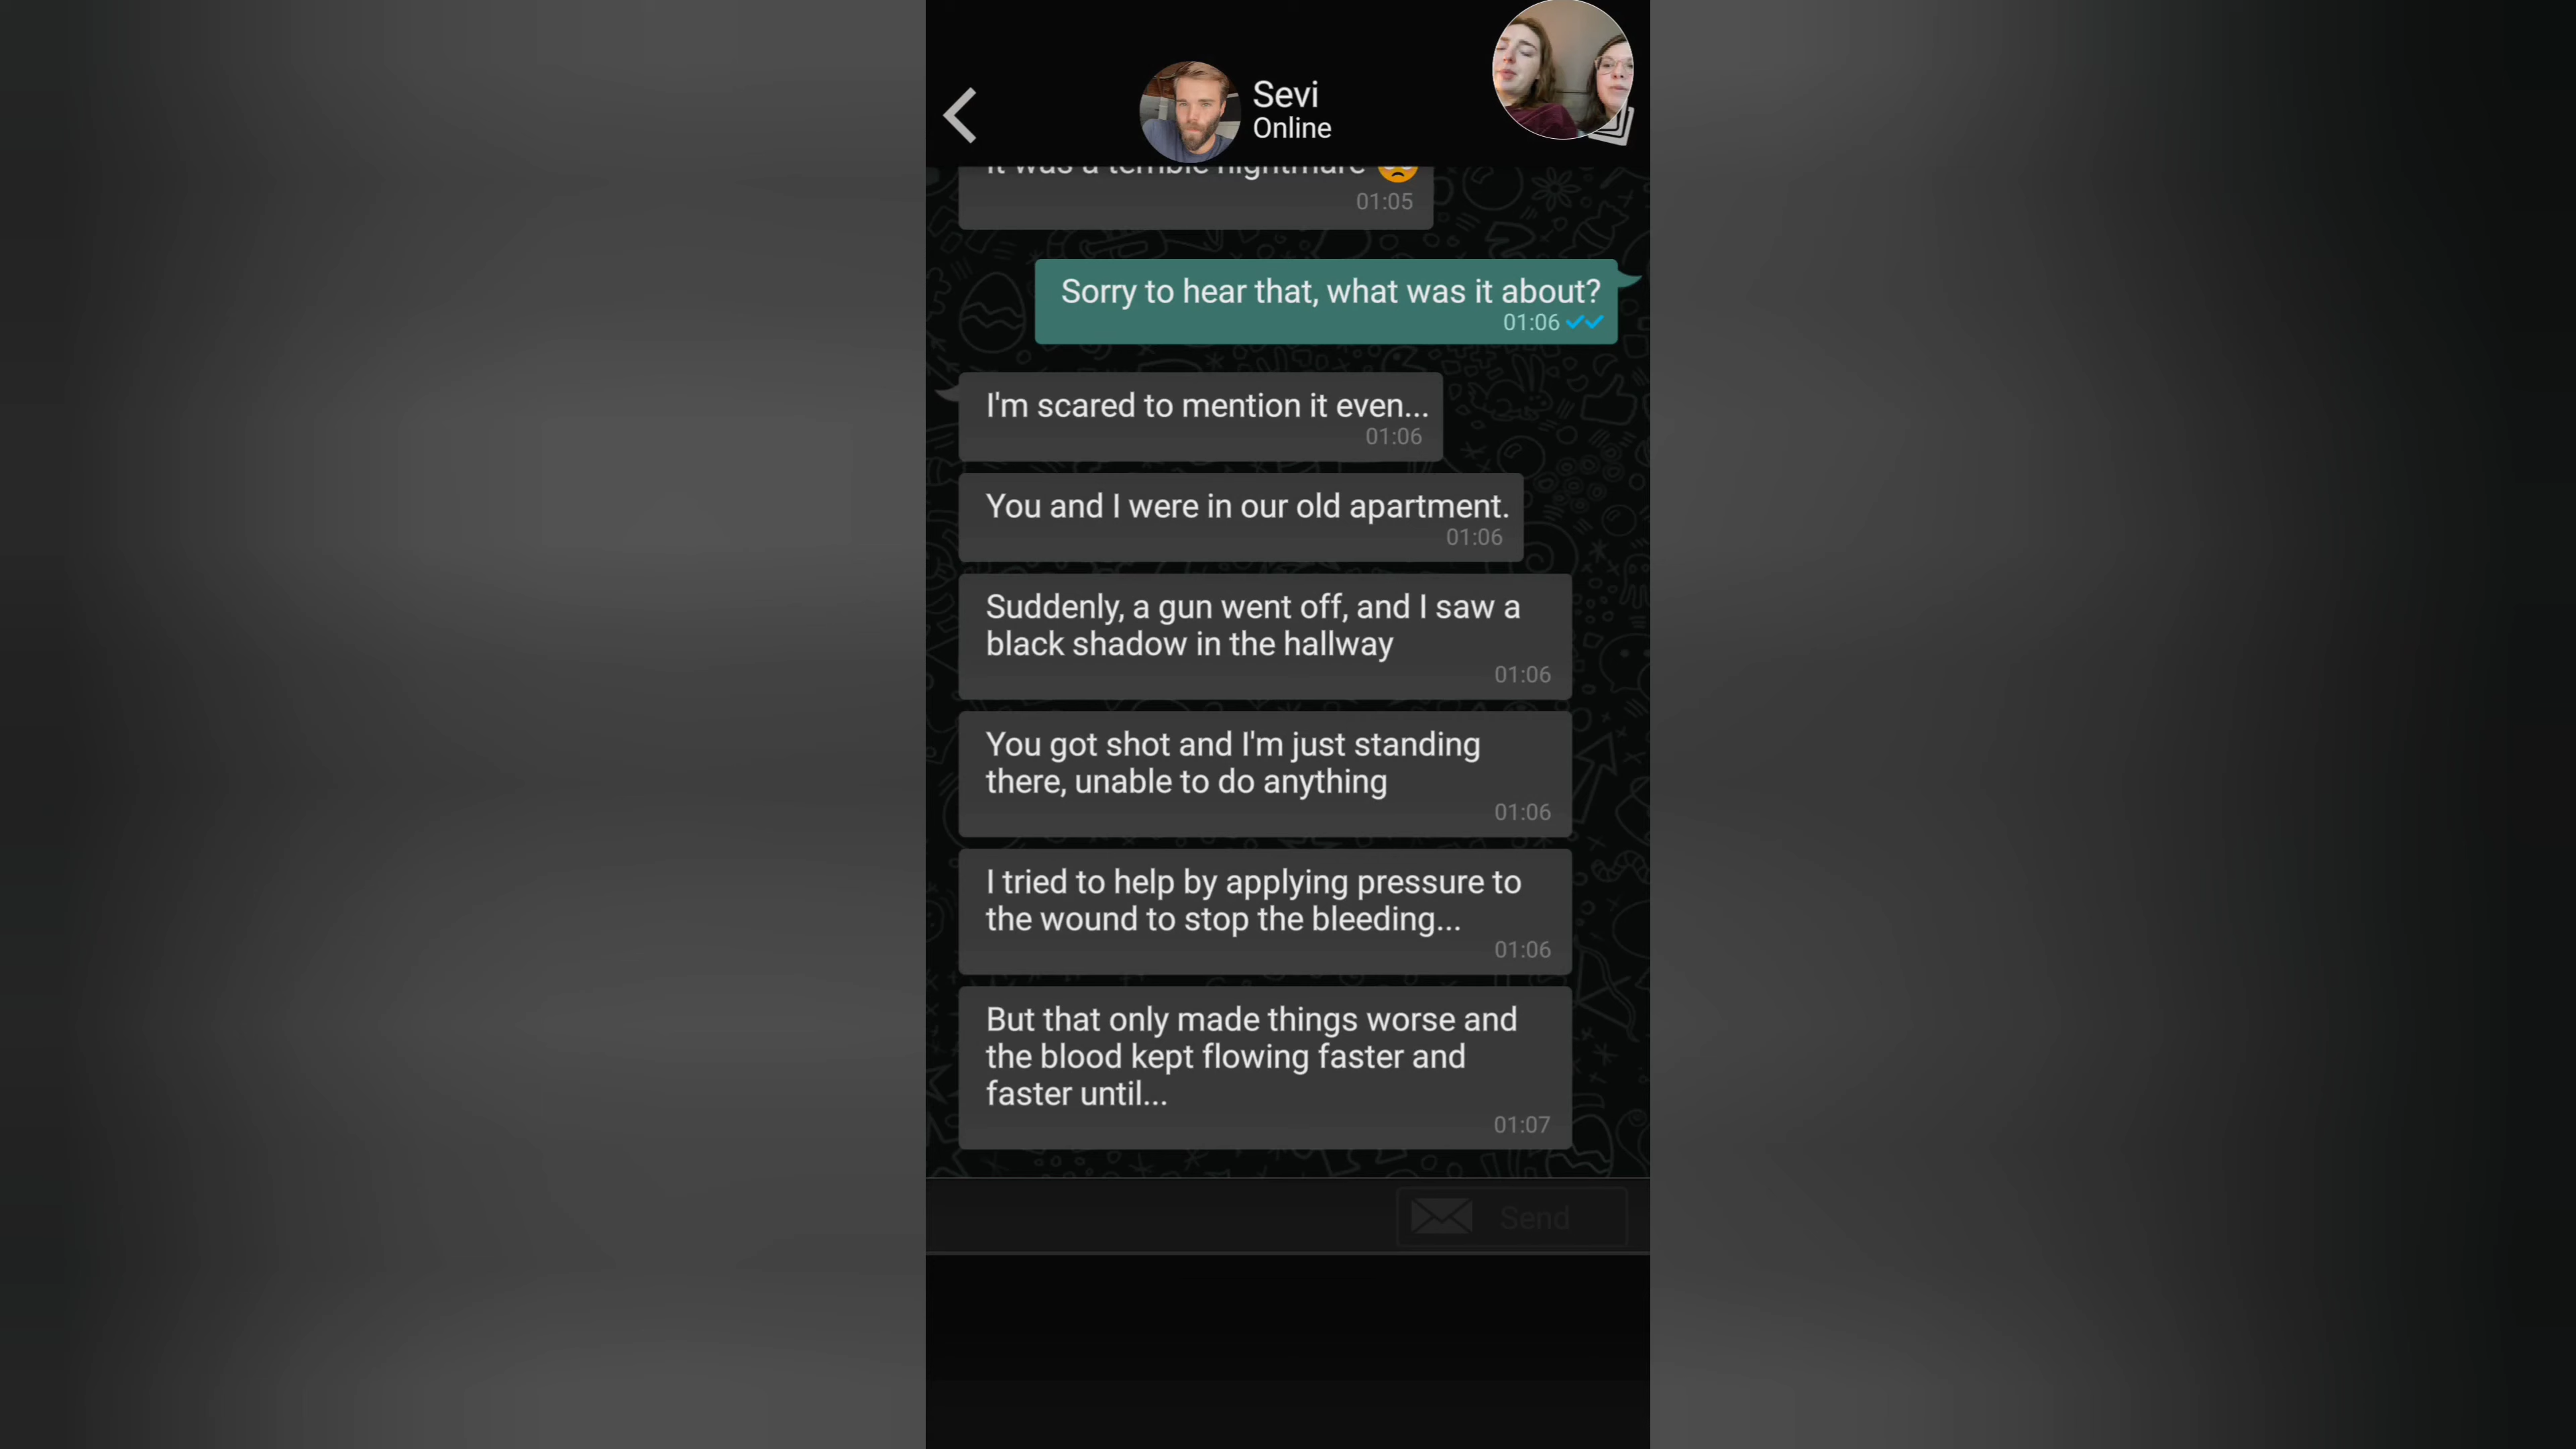 Sevi
Online
It was a terrible nightmare
01:05
Sorry to hear that, what was it about?
01:06
I'm scared to mention it even...
01:06
You and I were in our old apartment.
01:06
Suddenly, a gun went off, and I saw a
black shadow in the hallway
01:06
You got shot and I'm just standing
there, unable to do anything
01:06
I tried to help by applying pressure to
the wound to stop the bleeding...
01:06
But that only made things worse and
the blood kept flowing faster and
faster until...
01:07
Send